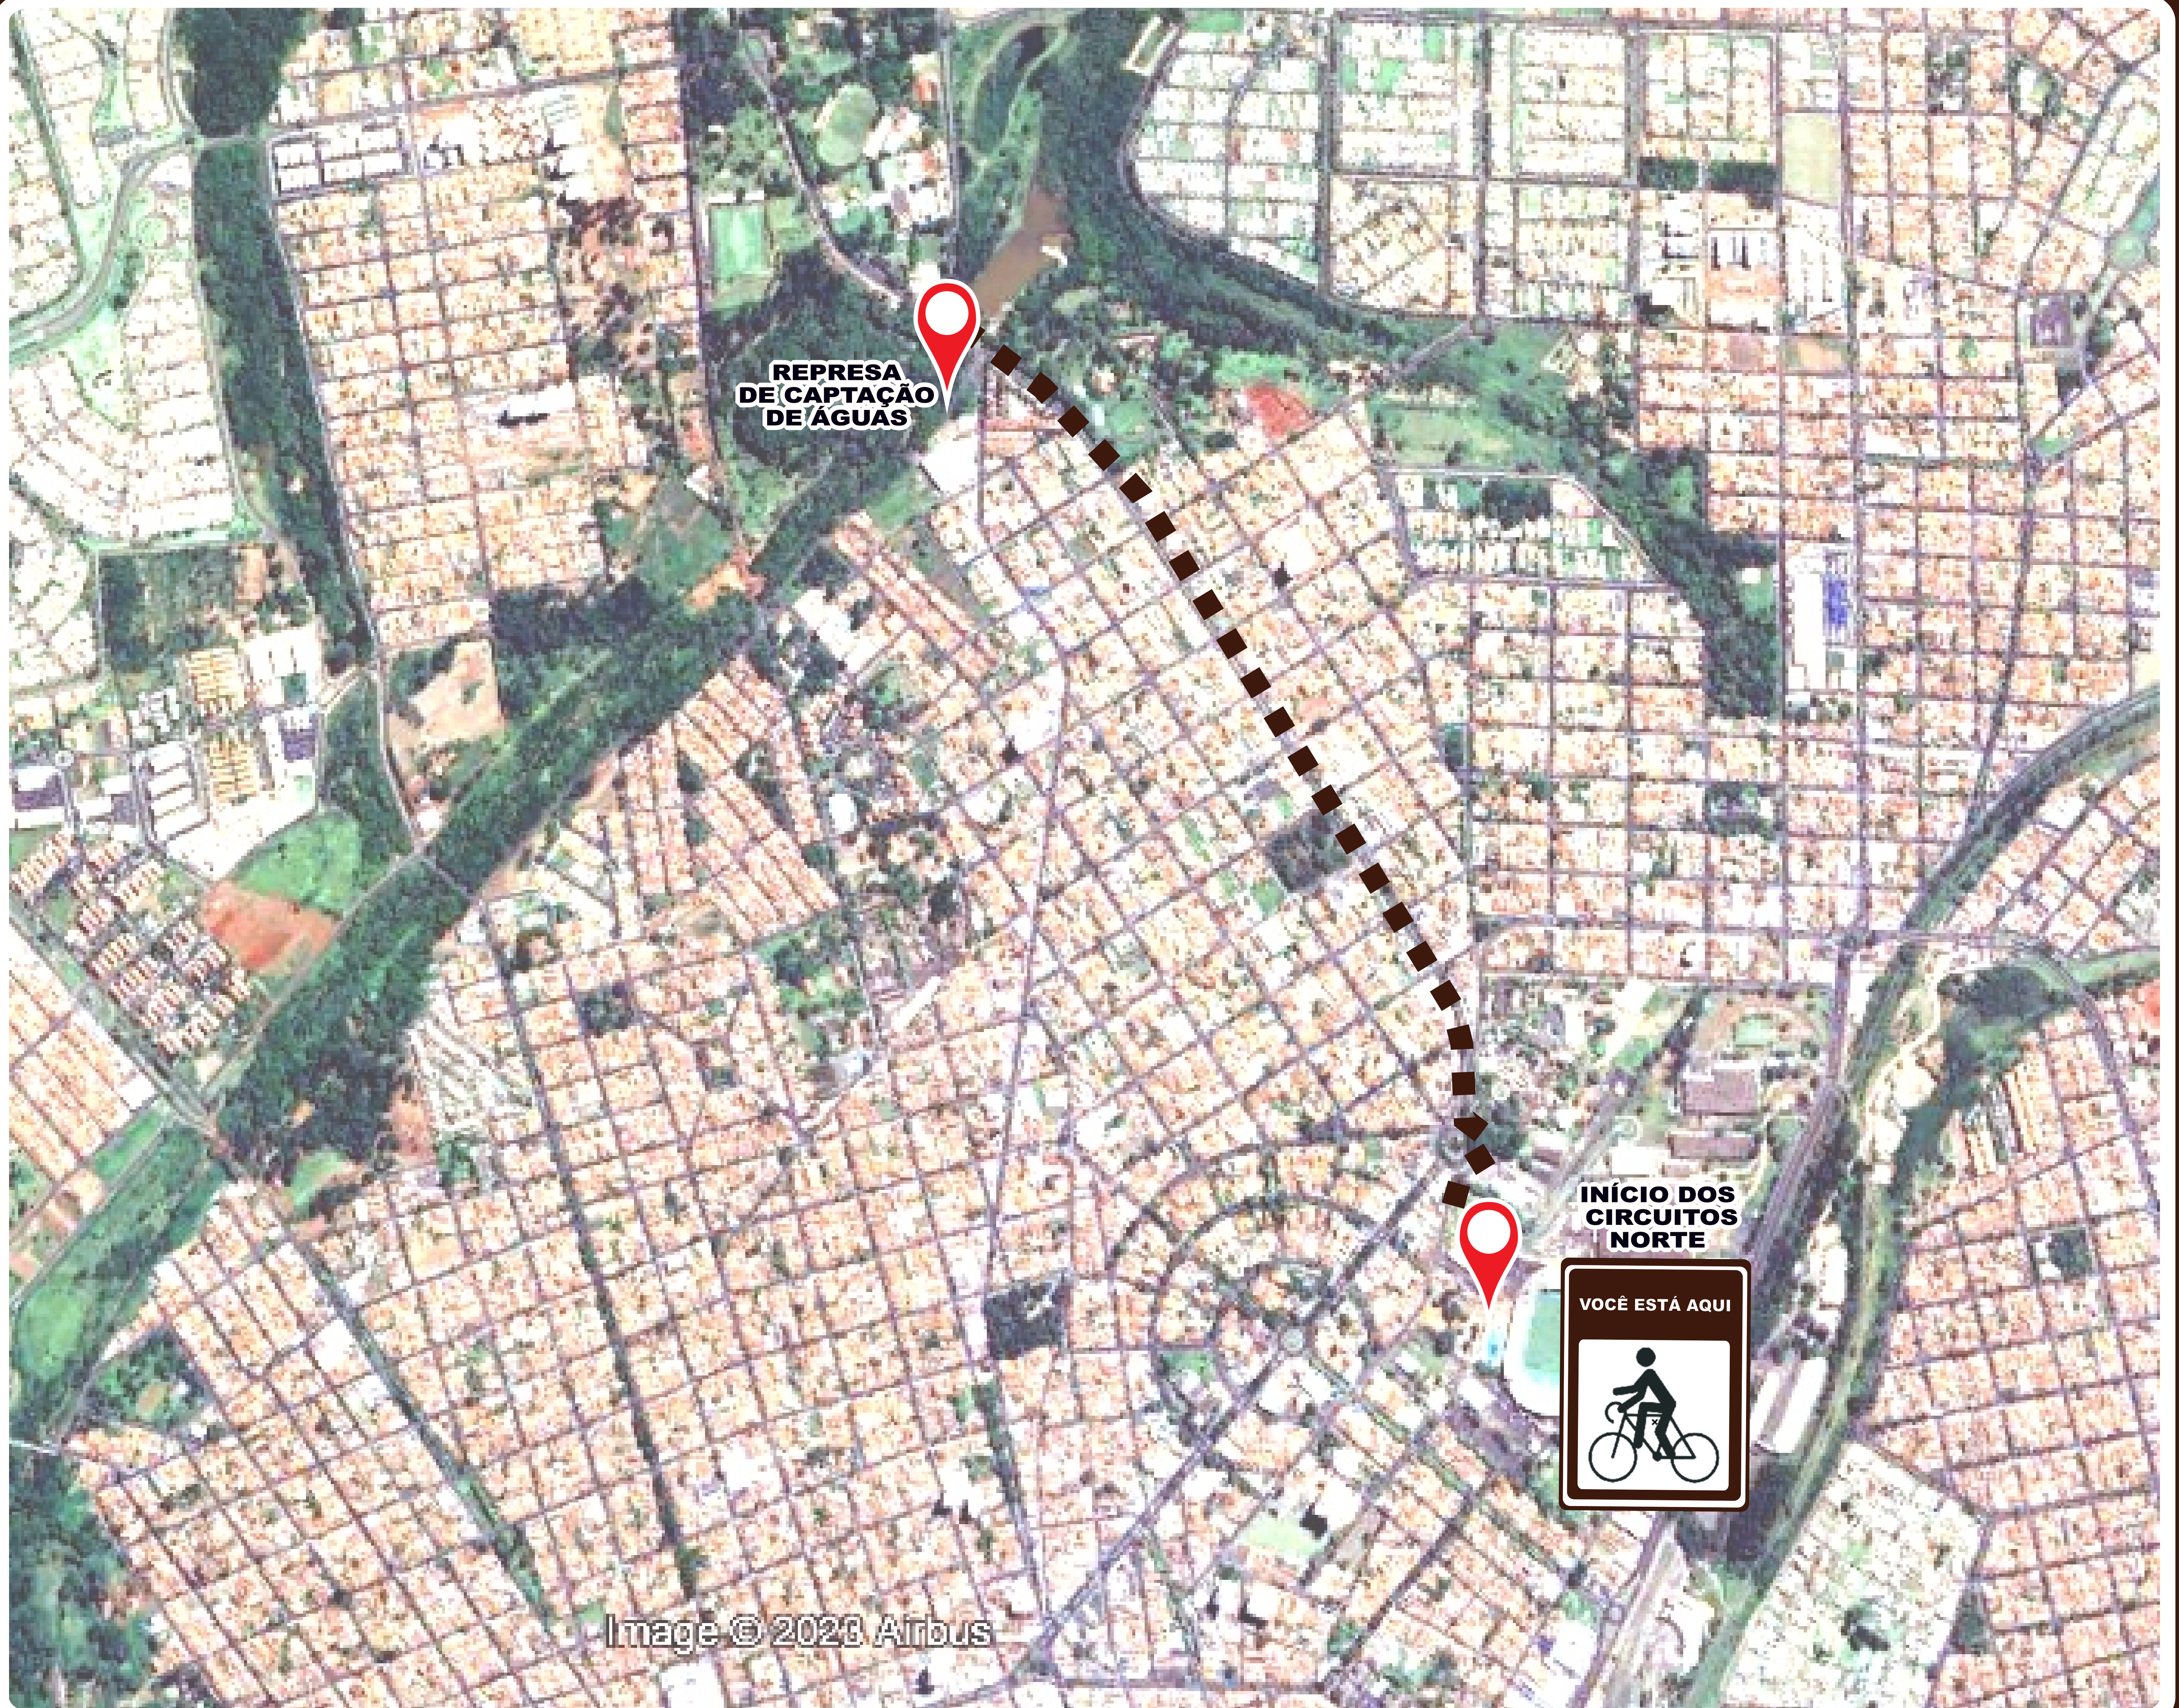 REPRESA
DE CAPTAÇÃO
DE ÁGUAS
INÍCIO DOS
CIRCUITOS
NORTE
VOCÊ ESTÁ AQUI
Image © 2023 Airbus